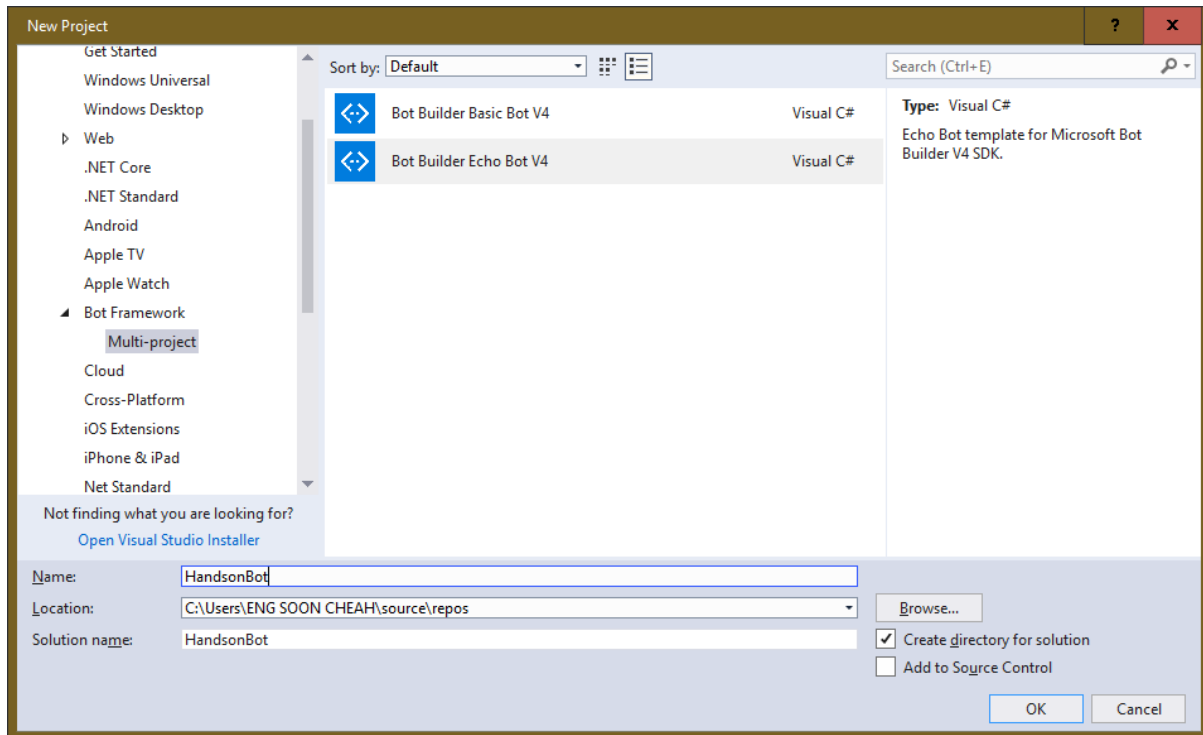 New Project
?
x
Get Started
Windows Universal
Windows Desktop
Web
.NET Core
.NET Standard
Android
Apple TV
Apple Watch
Bot Framework
Multi-project
Cloud
Cross-Platform
iOS Extensions
iPhone & iPad
Net Standard
Not finding what you are looking for?
Open Visual Studio Installer
Sort by: Default
Bot Builder Basic Bot V4 Visual C#
Bot Builder Echo Bot V4 Visual C#
Search (Ctrl+E)
Type: Visual C#
Echo Bot template for Microsoft Bot
Builder V4 SDK.
Name: HandsonBot
Location: C:\Users\ENG SOON CHEAH\source\repos
Browse...
Solution name: HandsonBot
Create directory for solution
Add to Source Control
OK
Cancel